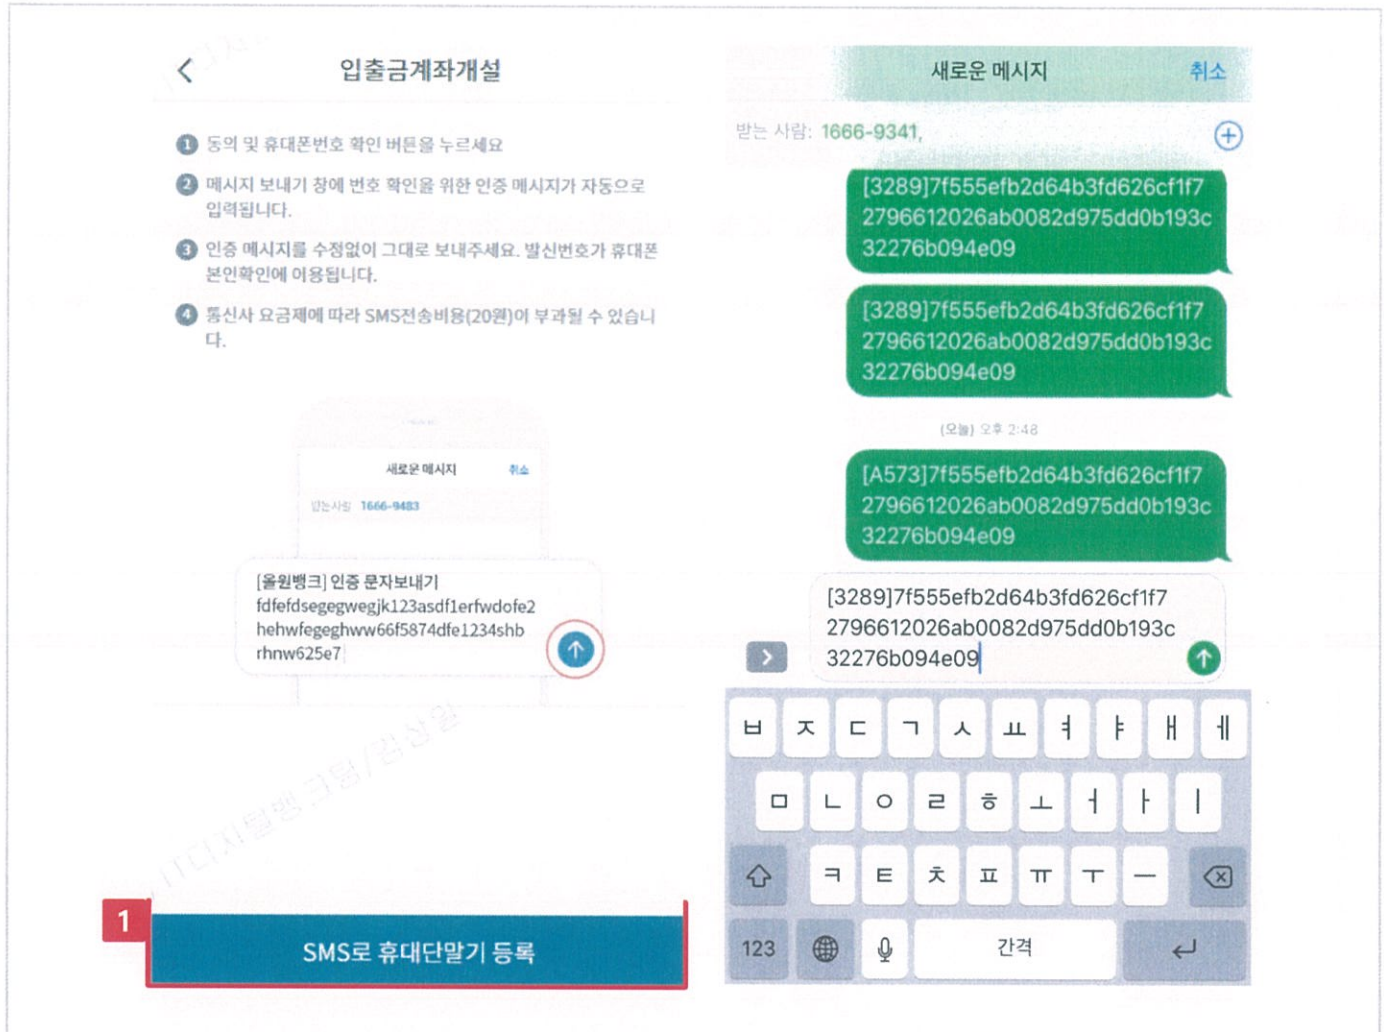 입출금계좌개설
1 동의 및 휴대폰번호 확인 버튼을 누르세요
2 메시지 보내기 창에 번호 확인을 위한 인증 메시지가 자동으로
입력됩니다.
3 인증 메시지를 수정없이 그대로 보내주세요. 발신번호가 휴대폰
본인확인에 이용됩니다.
4 통신사 요금제에 따라 SMS전송비용(20원)이 부과될 수 있습니
다.
새로운 메시지 취소
받는사람 1666-9483
[올원뱅크] 인증 문자보내기
fdfefdsegegwegjk123asdf1erfwdofe2
hehwfegeghww66f5874dfe1234shb
rhnw625e7
1
SMS로 휴대단말기 등록
새로운 메시지 취소
받는 사람: 1666-9341,
[3289]7f555efb2d64b3fd626cf1f7
2796612026ab0082d975dd0b193c
32276b094e09
[3289]7f555efb2d64b3fd626cf1f7
2796612026ab0082d975dd0b193c
32276b094e09
(오늘) 오후 2:48
[A573]7f555efb2d64b3fd626cf1f7
2796612026ab0082d975dd0b193c
32276b094e09
[3289]7f555efb2d64b3fd626cf1f7
2796612026ab0082d975dd0b193c
32276b094e09
ㅂ ㅈ ㄷ ㄱ ㅅ ㅛ ㅕ ㅑ ㅐ ㅔ
ㅁ ㄴ ㅇ ㄹ ㅎ ㅗ ㅓ ㅏ ㅣ
ㅋ ㅌ ㅊ ㅍ ㅠ ㅜ ㅡ
123 간격